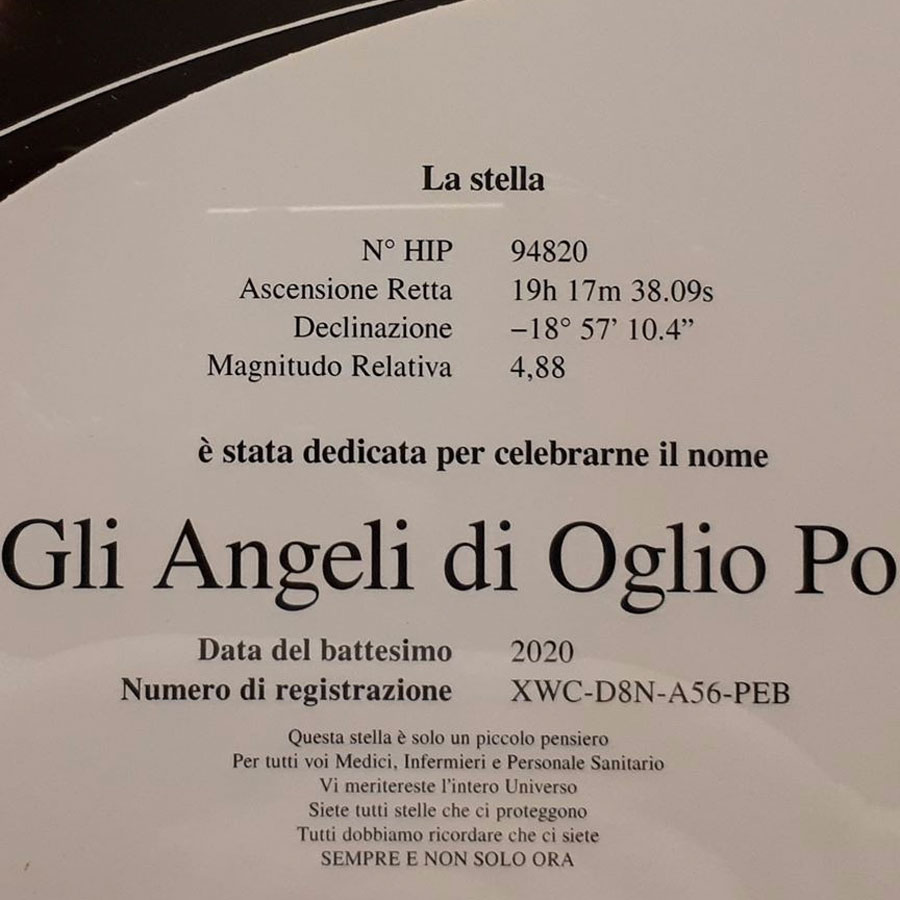 La stella
N° HIP 94820
Ascensione Retta 19h 17m 38.09s
Declinazione −18° 57’ 10.4”
Magnitudo Relativa 4,88
è stata dedicata per celebrarne il nome
Gli Angeli di Oglio Po
Data del battesimo 2020
Numero di registrazione XWC-D8N-A56-PEB
Questa stella è solo un piccolo pensiero
Per tutti voi Medici, Infermieri e Personale Sanitario
Vi meritereste l'intero Universo
Siete tutti stelle che ci proteggono
Tutti dobbiamo ricordare che ci siete
SEMPRE E NON SOLO ORA